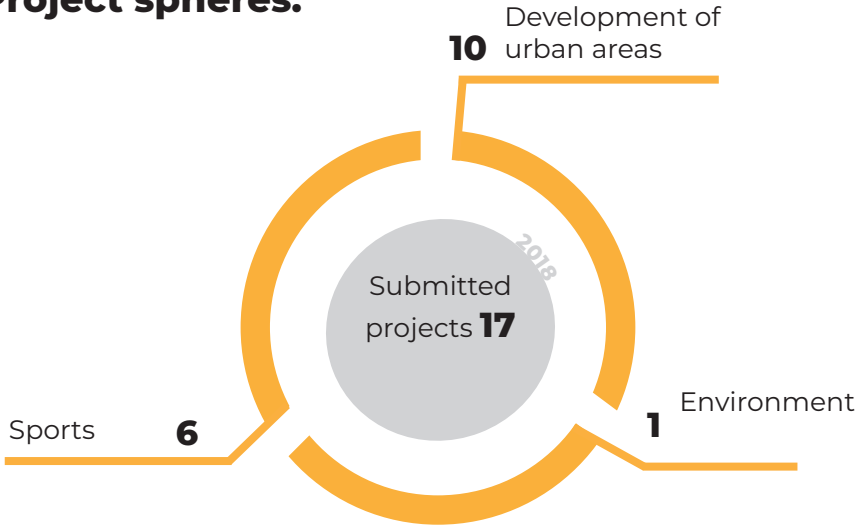 Project spheres.
10 Development of
urban areas
2018
Submitted
projects 17
Environment
1
Sports 6